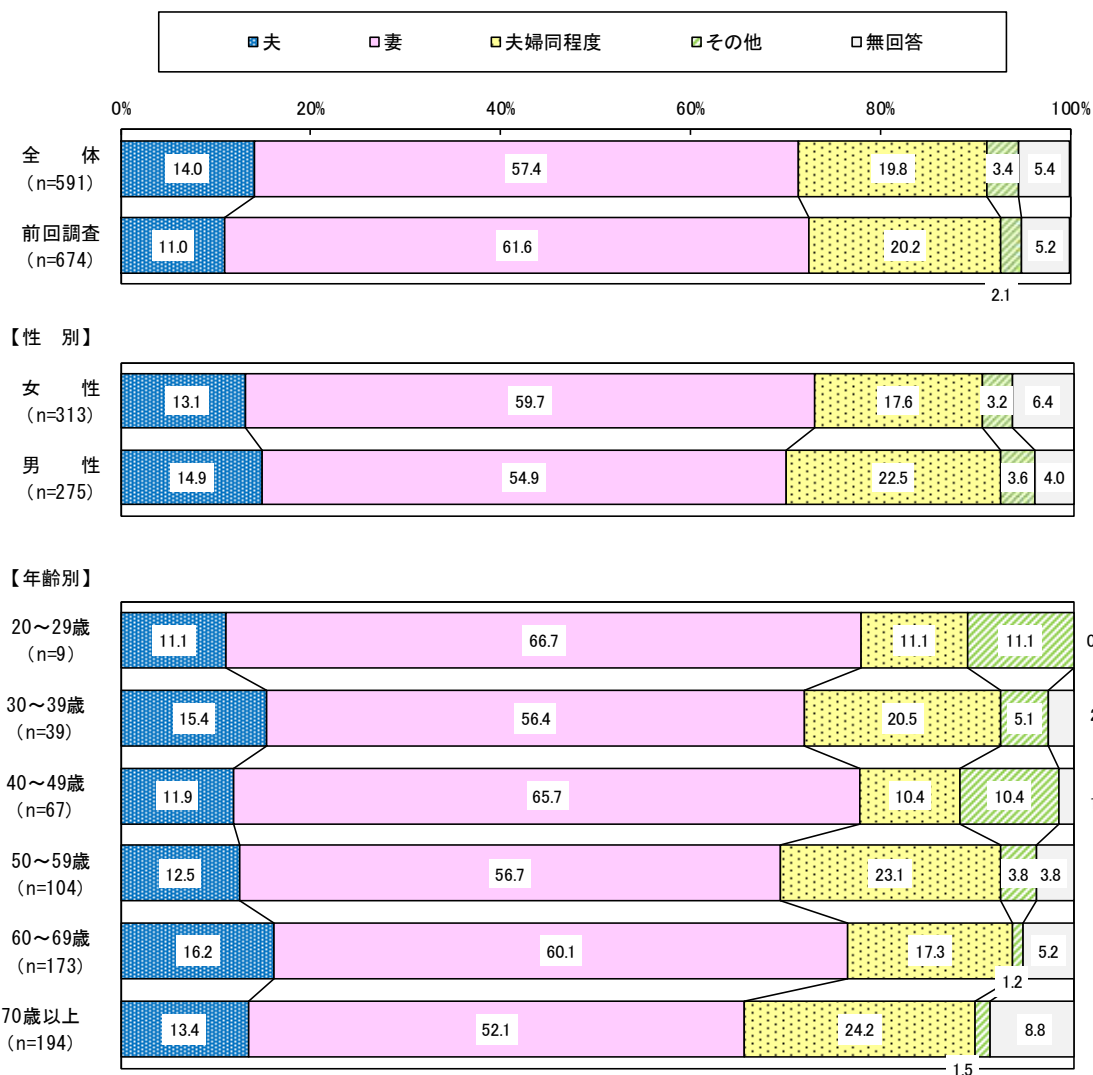 夫 妻 夫婦同程度 その他 無回答
0% 20% 40% 60% 80% 100%
全 体
(n=591)
14.0 57.4 19.8 3.4 5.4
前回調査
(n=674)
11.0 61.6 20.2 5.2
2.1
【性 別】
女 性
(n=313)
13.1 59.7 17.6 3.2 6.4
男 性
(n=275)
14.9 54.9 22.5 3.6 4.0
【年齢別】
20～29歳
(n=9)
11.1 66.7 11.1 11.1
30～39歳
(n=39)
15.4 56.4 20.5 5.1
40～49歳
(n=67)
11.9 65.7 10.4 10.4
50～59歳
(n=104)
12.5 56.7 23.1 3.8 3.8
60～69歳
(n=173)
16.2 60.1 17.3 5.2
1.2
70歳以上
(n=194)
13.4 52.1 24.2 8.8
1.5